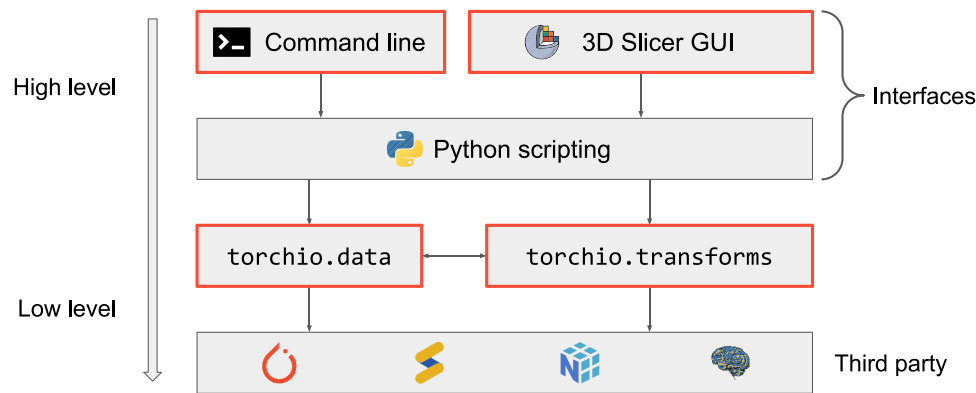 Command line
3D Slicer GUI
High level
Interfaces
Python scripting
torchio.data
torchio.transforms
Low level
N
Third party